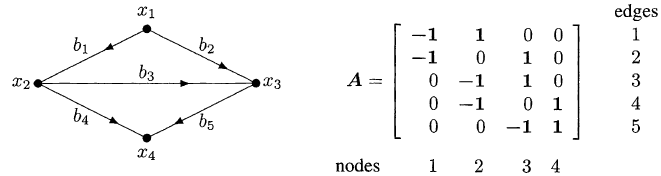 x₁
edges
b₁ b₂
x₂ b₃ x₃
b₄ b₅
x₄
A =
-1 1 0 0 1
-1 0 1 0 2
0 -1 1 0 3
0 -1 0 1 4
0 0 -1 1 5
nodes 1 2 3 4